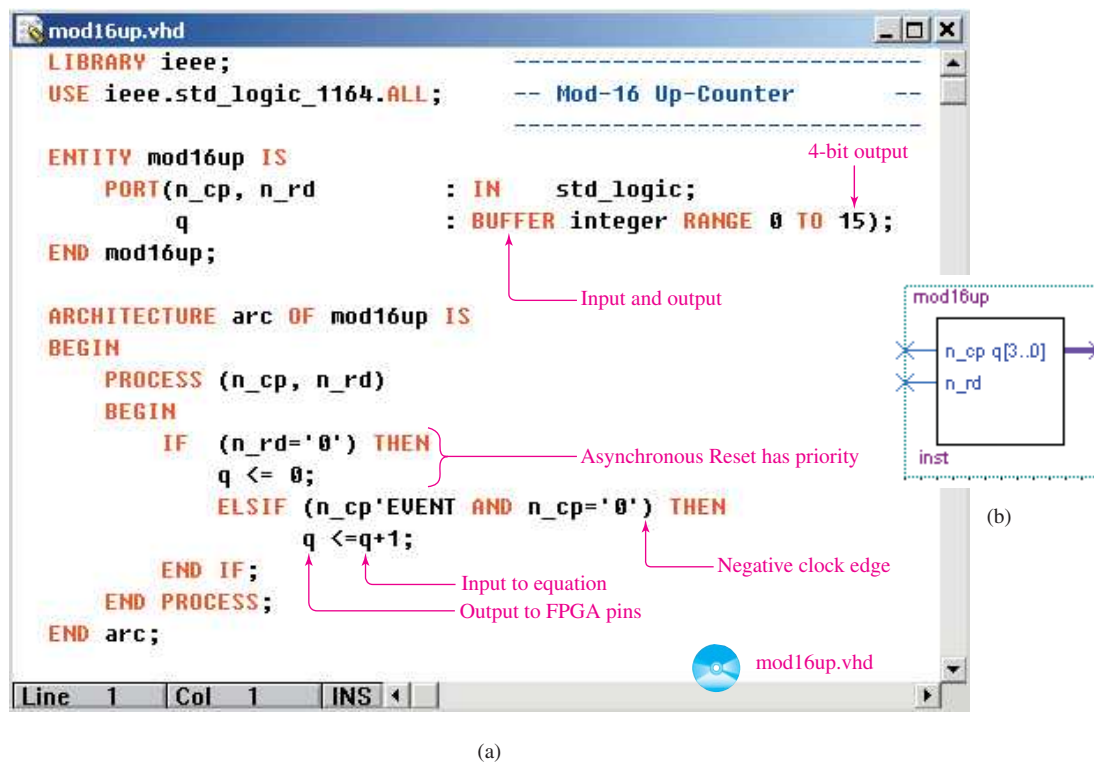 mod16up.vhd
LIBRARY ieee;
------------------------------
USE ieee.std_logic_1164.ALL;
-- Mod-16 Up-Counter --
------------------------------
ENTITY mod16up IS
4-bit output
PORT(n_cp, n_rd : IN std_logic;
q : BUFFER integer RANGE 0 TO 15);
END mod16up;
Input and output
ARCHITECTURE arc OF mod16up IS
BEGIN
PROCESS (n_cp, n_rd)
BEGIN
IF (n_rd='0') THEN
Asynchronous Reset has priority
q <= 0;
ELSIF (n_cp'EVENT AND n_cp='0') THEN
q <=q+1;
Negative clock edge
END IF;
Input to equation
END PROCESS;
Output to FPGA pins
END arc;
mod16up.vhd
Line 1 Col 1 INS
(a)
mod16up
n_cp q[3..0]
n_rd
inst
(b)